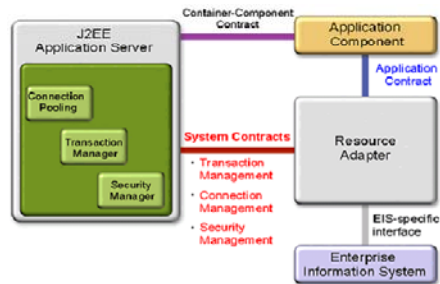 J2EE
Application Server
Connection
Pooling
Transaction
Manager
Security
Manager
Container-Component
Contract
Application
Component
Application
Contract
System Contracts
· Transaction
Management
· Connection
Management
· Security
Management
Resource
Adapter
EIS-specific
interface
Enterprise
Information System